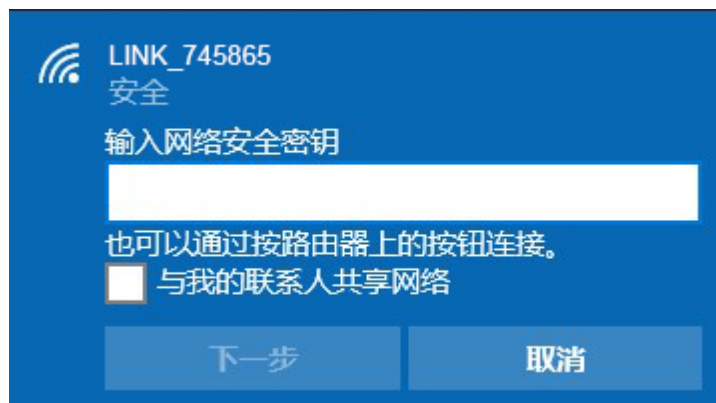 LINK_745865
安全
输入网络安全密钥
也可以通过按路由器上的按钮连接。
与我的联系人共享网络
下一步 取消